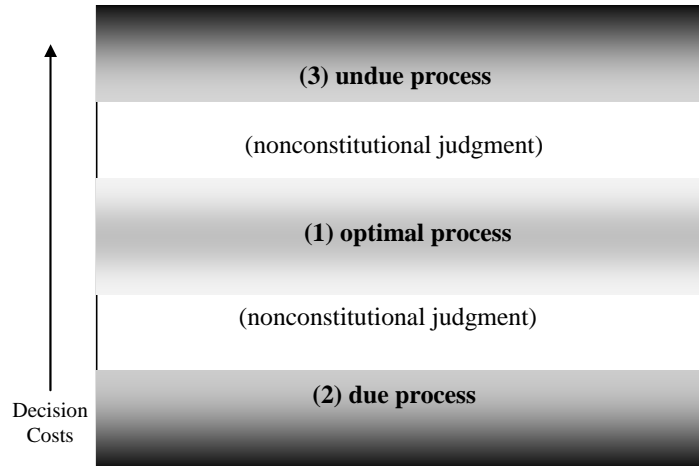 (3) undue process
(nonconstitutional judgment)
(1) optimal process
(nonconstitutional judgment)
(2) due process
Decision
Costs